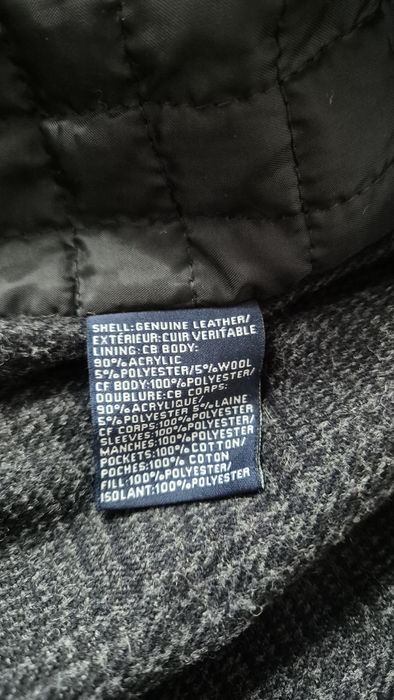 SHELL:GENUINE LEATHER/
EXTÉRIEUR:CUIR VERITABLE
LINING:CB BODY:
90%ACRYLIC
5%POLYESTER/5%WOOL
CF BODY:100%POLYESTER/
DOUBLURE:CB CORPS:
90%ACRYLIQUE/
5%POLYESTER 5%LAINE
CF CORPS:100%POLYESTER
SLEEVES:100%POLYESTER/
MANCHES:100%POLYESTER
POCKETS:100%COTTON/
POCHES:100% COTON
FILL:100%POLYESTER/
ISOLANT:100%POLYESTER